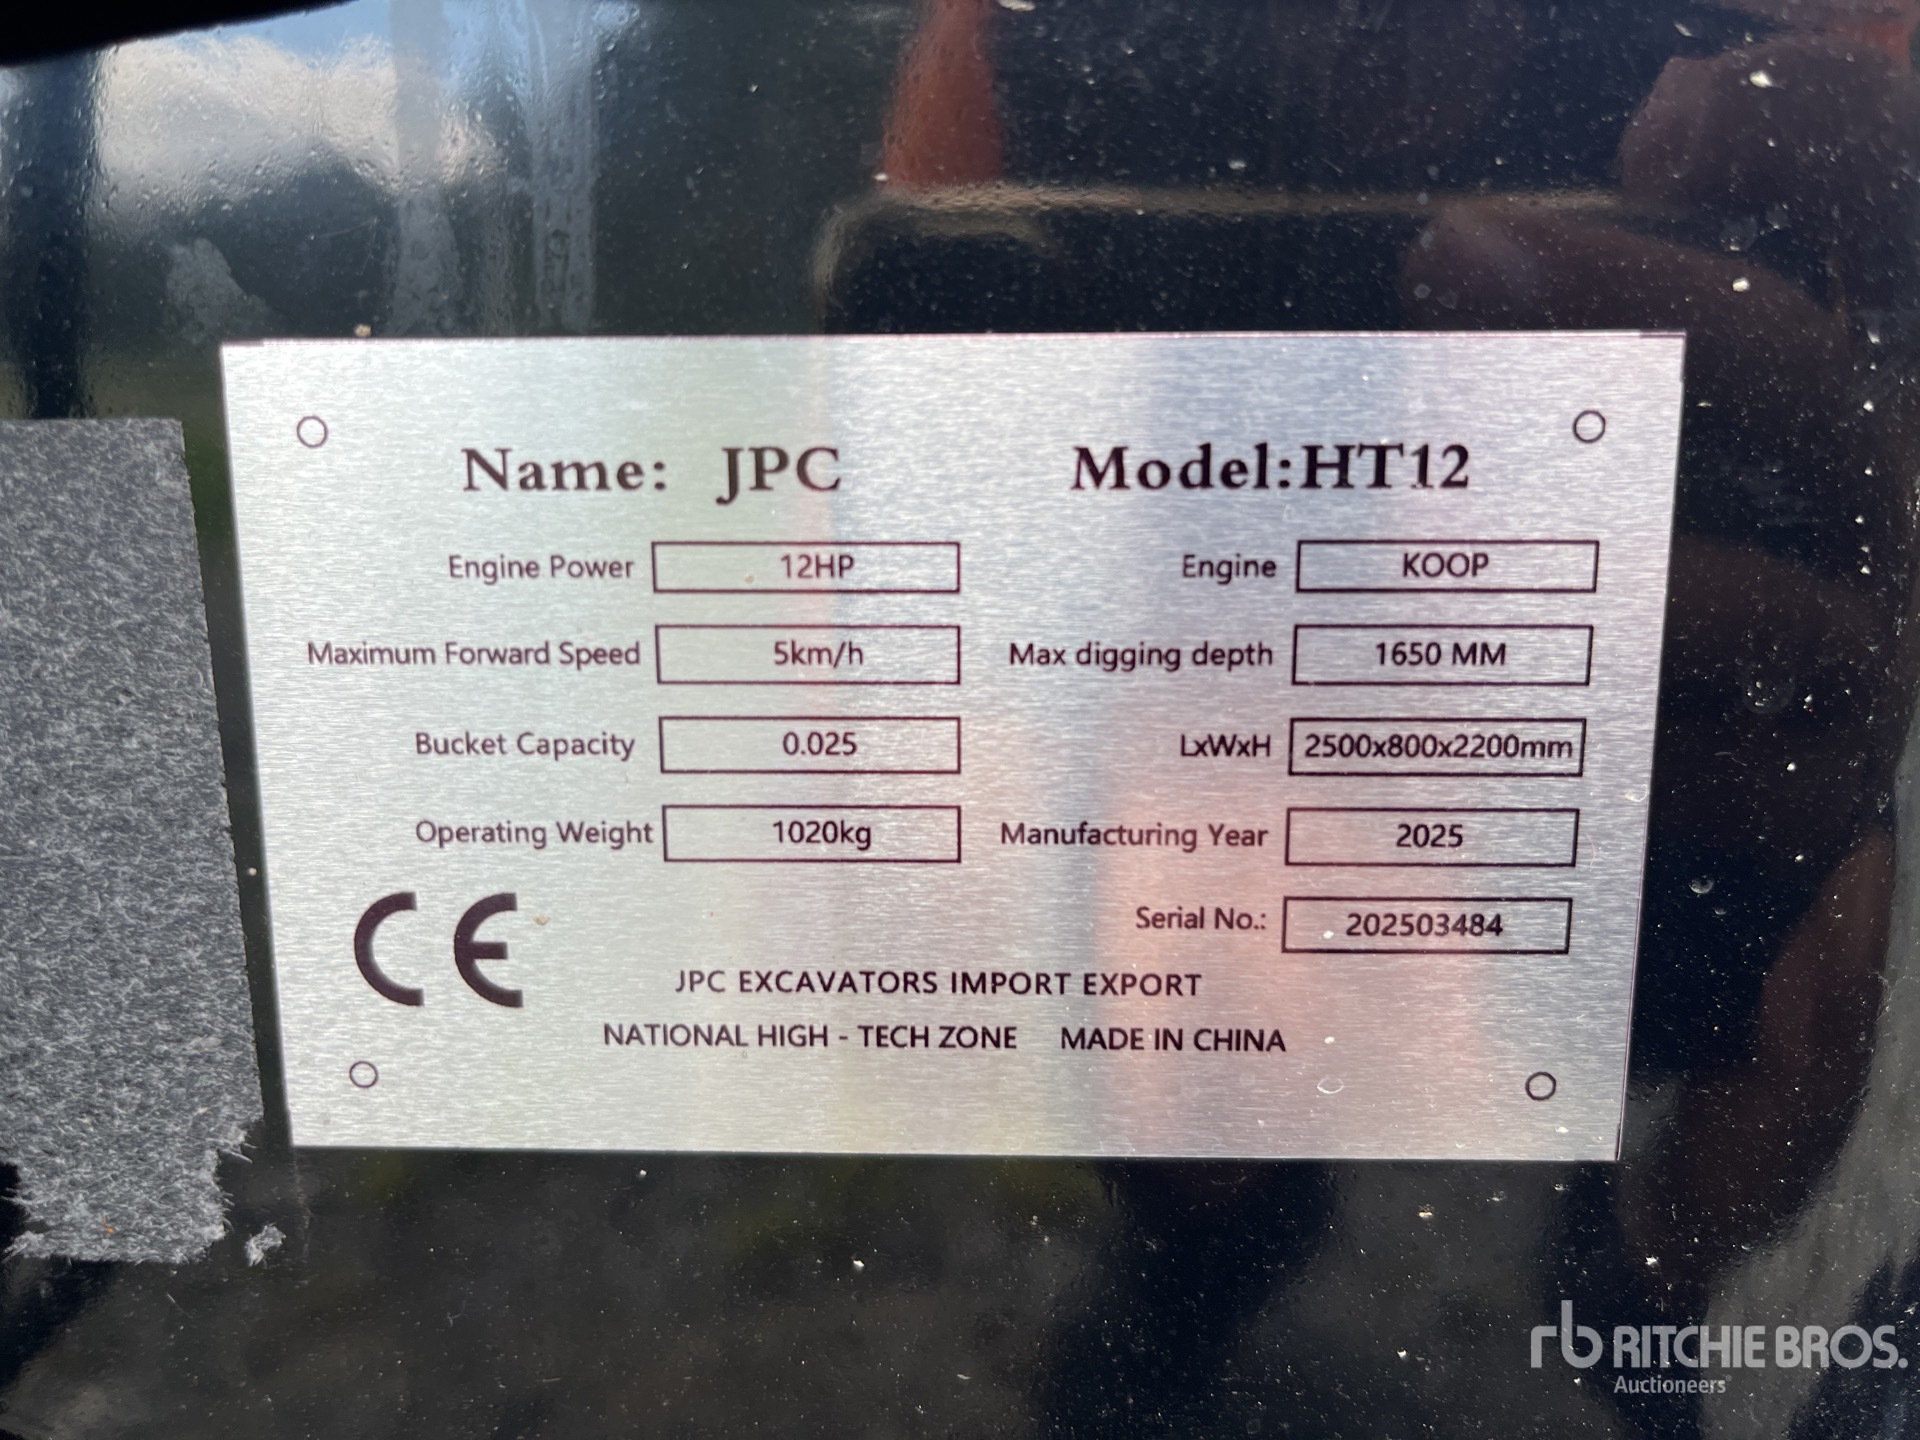 Name: JPC Model:HT12
Engine Power 12HP Engine KOOP
Maximum Forward Speed 5km/h Max digging depth 1650 MM
Bucket Capacity 0.025 LxWxH 2500x800x2200mm
Operating Weight 1020kg Manufacturing Year 2025
CE Serial No.: 202503484
JPC EXCAVATORS IMPORT EXPORT
NATIONAL HIGH - TECH ZONE MADE IN CHINA
rb RITCHIE BROS.
Auctioneers